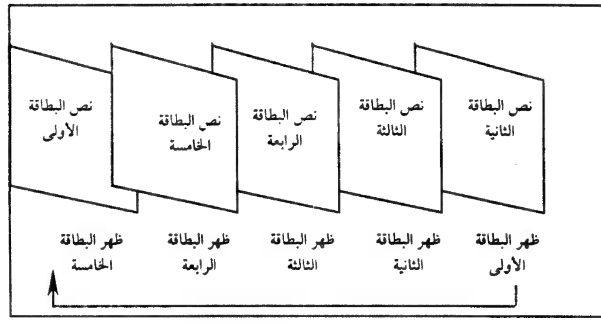 نص البطاقة
الثانية
نص البطاقة
الثالثة
نص البطاقة
الرابعة
نص البطاقة
الخامسة
نص البطاقة
الأولى
ظهر البطاقة
الأولى
ظهر البطاقة
الثانية
ظهر البطاقة
الثالثة
ظهر البطاقة
الرابعة
ظهر البطاقة
الخامسة